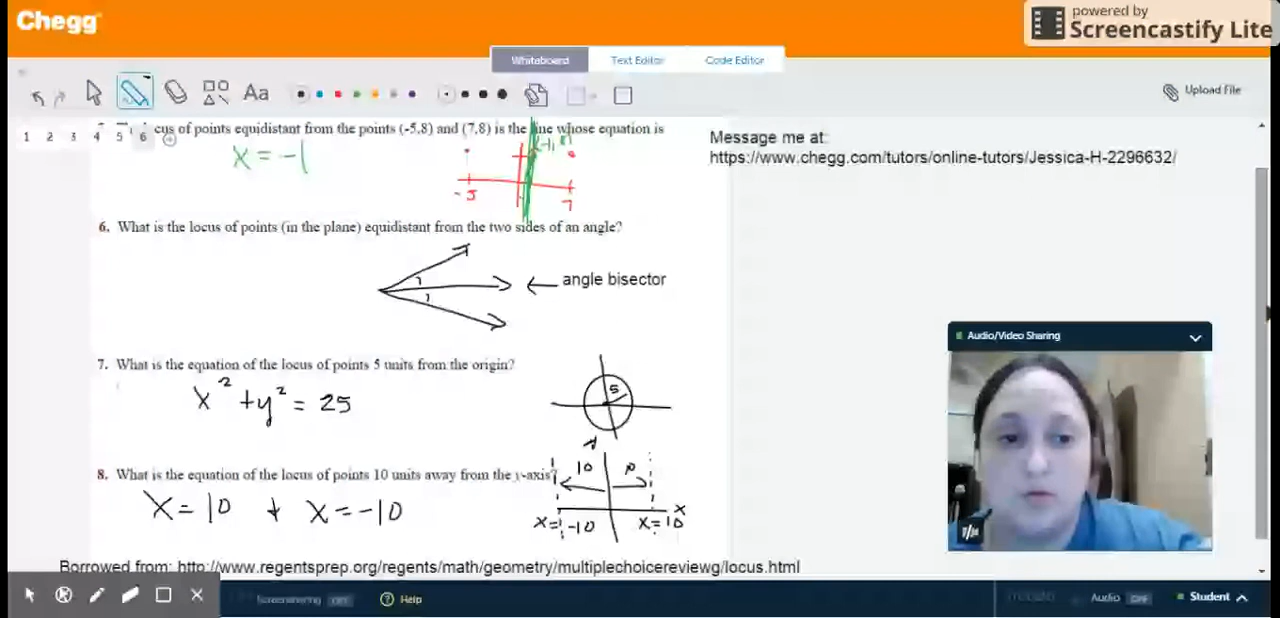 Chegg
powered by
Screencastify Lite
Whiteboard Text Editor Code Editor
Aa
Upload File
1 2 3 4 5 6
cus of points equidistant from the points (-5,8) and (7,8) is the line whose equation is
Message me at:
https://www.chegg.com/tutors/online-tutors/Jessica-H-2296632/
x = -1
-5 7
6. What is the locus of points (in the plane) equidistant from the two sides of an angle?
angle bisector
7. What is the equation of the locus of points 5 units from the origin?
x² + y² = 25
5
8. What is the equation of the locus of points 10 units away from the y-axis?
10 10
x = 10 + x = -10
x = -10 x = 10 x
Borrowed from: http://www.regentsprep.org/regents/math/geometry/multiplechoicereviewg/locus.html
Audio/Video Sharing
Screensharing OFF
Help
Audio OFF
Student